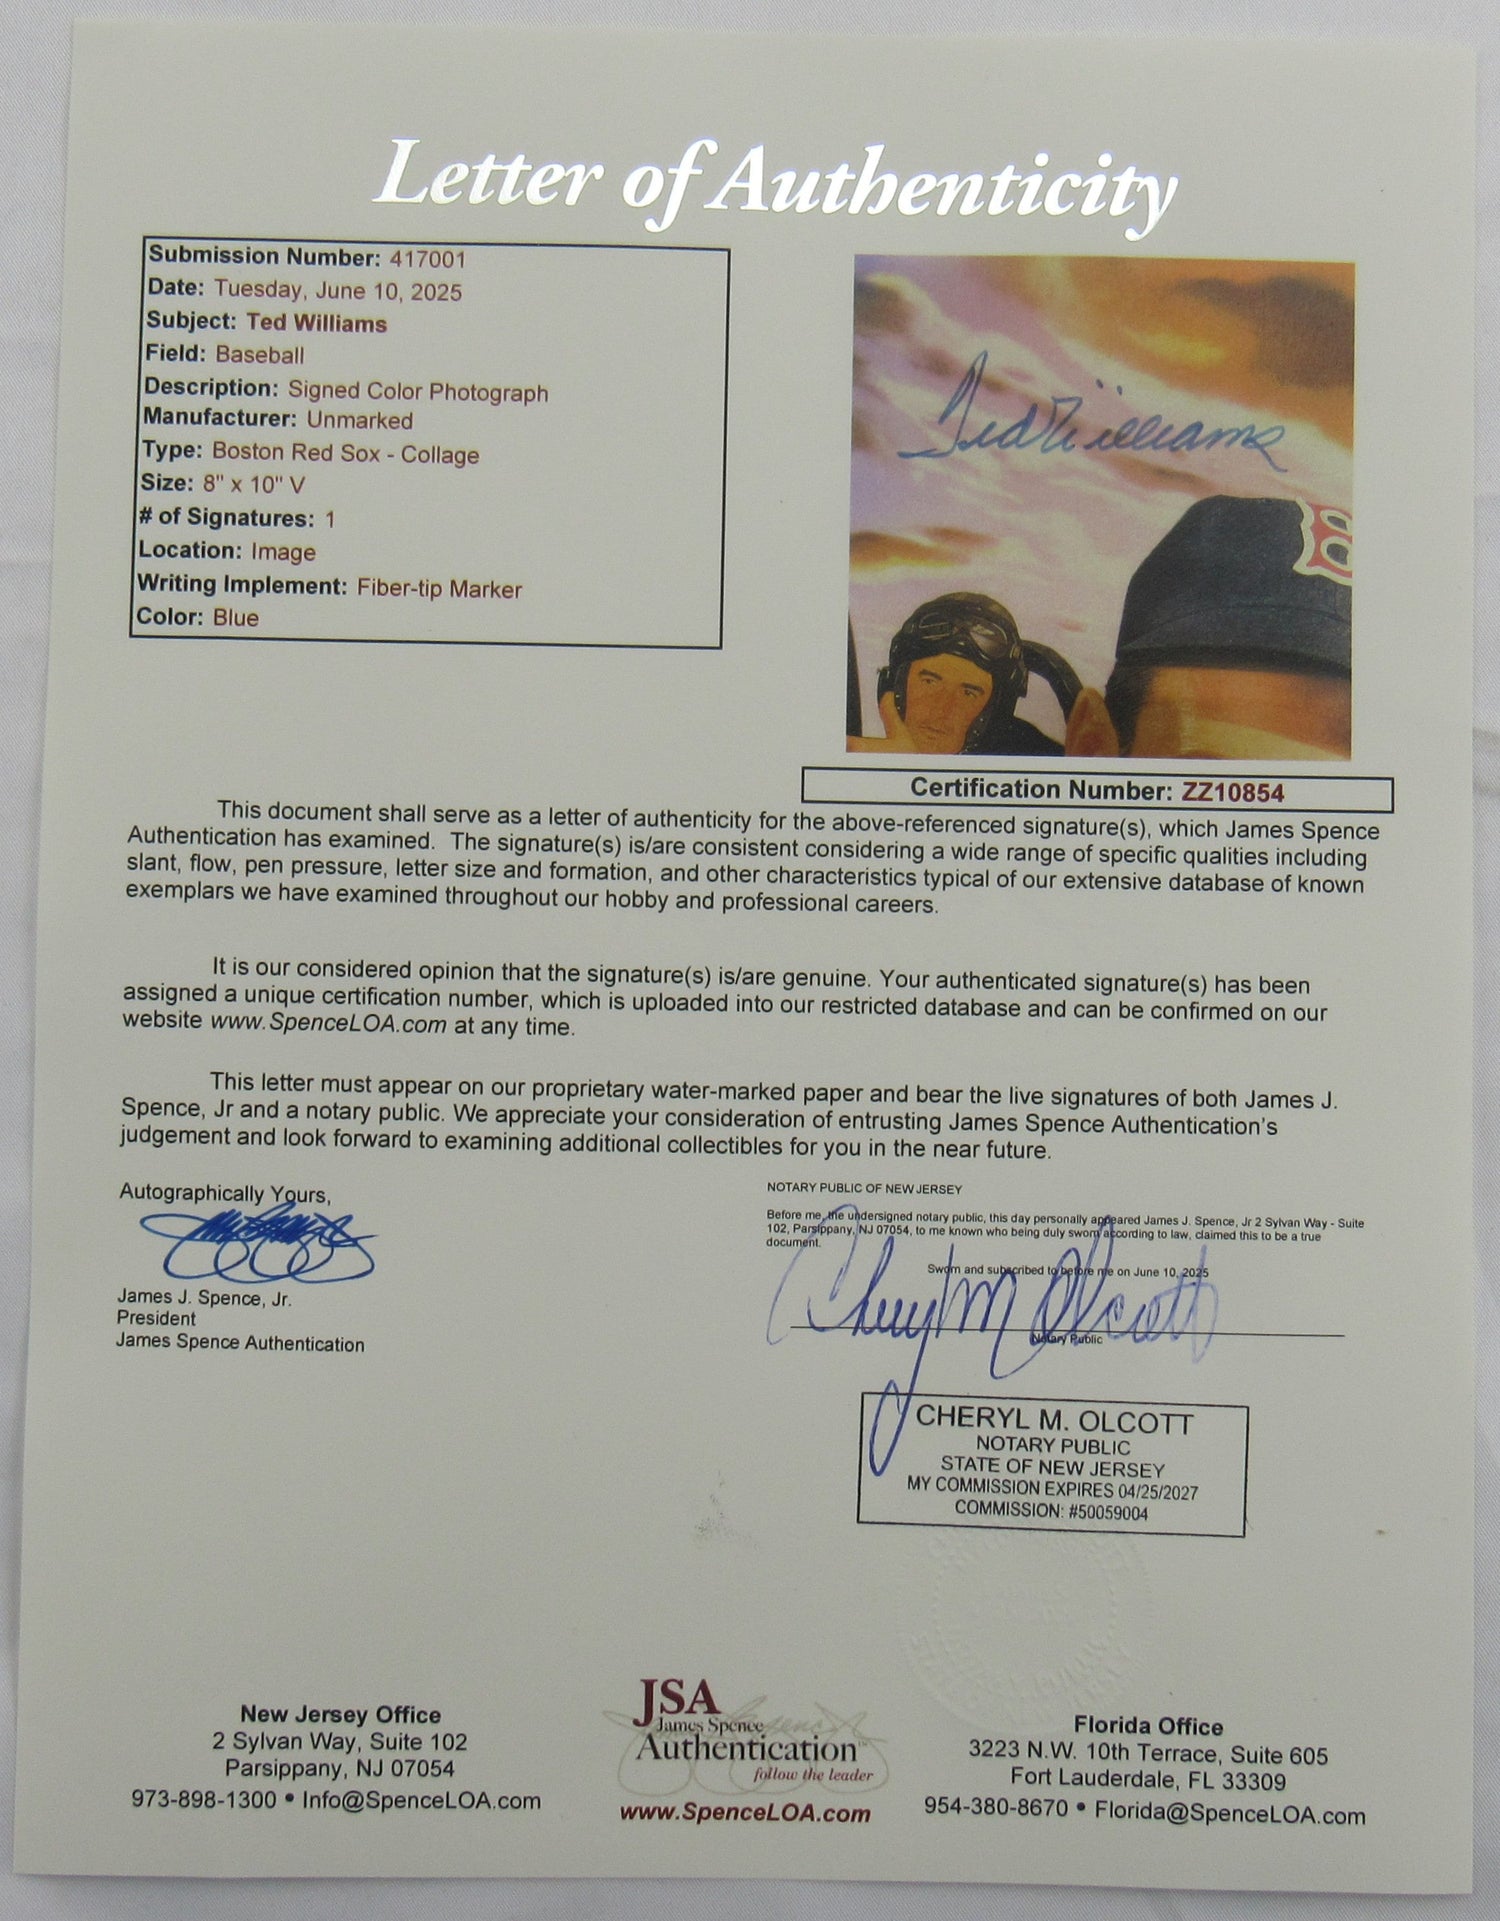 Letter of Authenticity
Submission Number: 417001
Date: Tuesday, June 10, 2025
Subject: Ted Williams
Field: Baseball
Description: Signed Color Photograph
Manufacturer: Unmarked
Type: Boston Red Sox - Collage
Size: 8" x 10" V
# of Signatures: 1
Location: Image
Writing Implement: Fiber-tip Marker
Color: Blue
Ted Williams
B
Certification Number: ZZ10854
This document shall serve as a letter of authenticity for the above-referenced signature(s), which James Spence
Authentication has examined. The signature(s) is/are consistent considering a wide range of specific qualities including
slant, flow, pen pressure, letter size and formation, and other characteristics typical of our extensive database of known
exemplars we have examined throughout our hobby and professional careers.
It is our considered opinion that the signature(s) is/are genuine. Your authenticated signature(s) has been
assigned a unique certification number, which is uploaded into our restricted database and can be confirmed on our
website www.SpenceLOA.com at any time.
This letter must appear on our proprietary water-marked paper and bear the live signatures of both James J.
Spence, Jr and a notary public. We appreciate your consideration of entrusting James Spence Authentication's
judgement and look forward to examining additional collectibles for you in the near future.
Autographically Yours,
James J. Spence, Jr.
President
James Spence Authentication
NOTARY PUBLIC OF NEW JERSEY
Before me, the undersigned notary public, this day personally appeared James J. Spence, Jr 2 Sylvan Way - Suite
102, Parsippany, NJ 07054, to me known who being duly sworn according to law, claimed this to be a true
document.
Sworn and subscribed to before me on June 10, 2025
Cheryl M Olcott
Notary Public
CHERYL M. OLCOTT
NOTARY PUBLIC
STATE OF NEW JERSEY
MY COMMISSION EXPIRES 04/25/2027
COMMISSION: #50059004
New Jersey Office
2 Sylvan Way, Suite 102
Parsippany, NJ 07054
973-898-1300 • Info@SpenceLOA.com
JSA
James Spence
Authentication™
follow the leader
www.SpenceLOA.com
Florida Office
3223 N.W. 10th Terrace, Suite 605
Fort Lauderdale, FL 33309
954-380-8670 • Florida@SpenceLOA.com